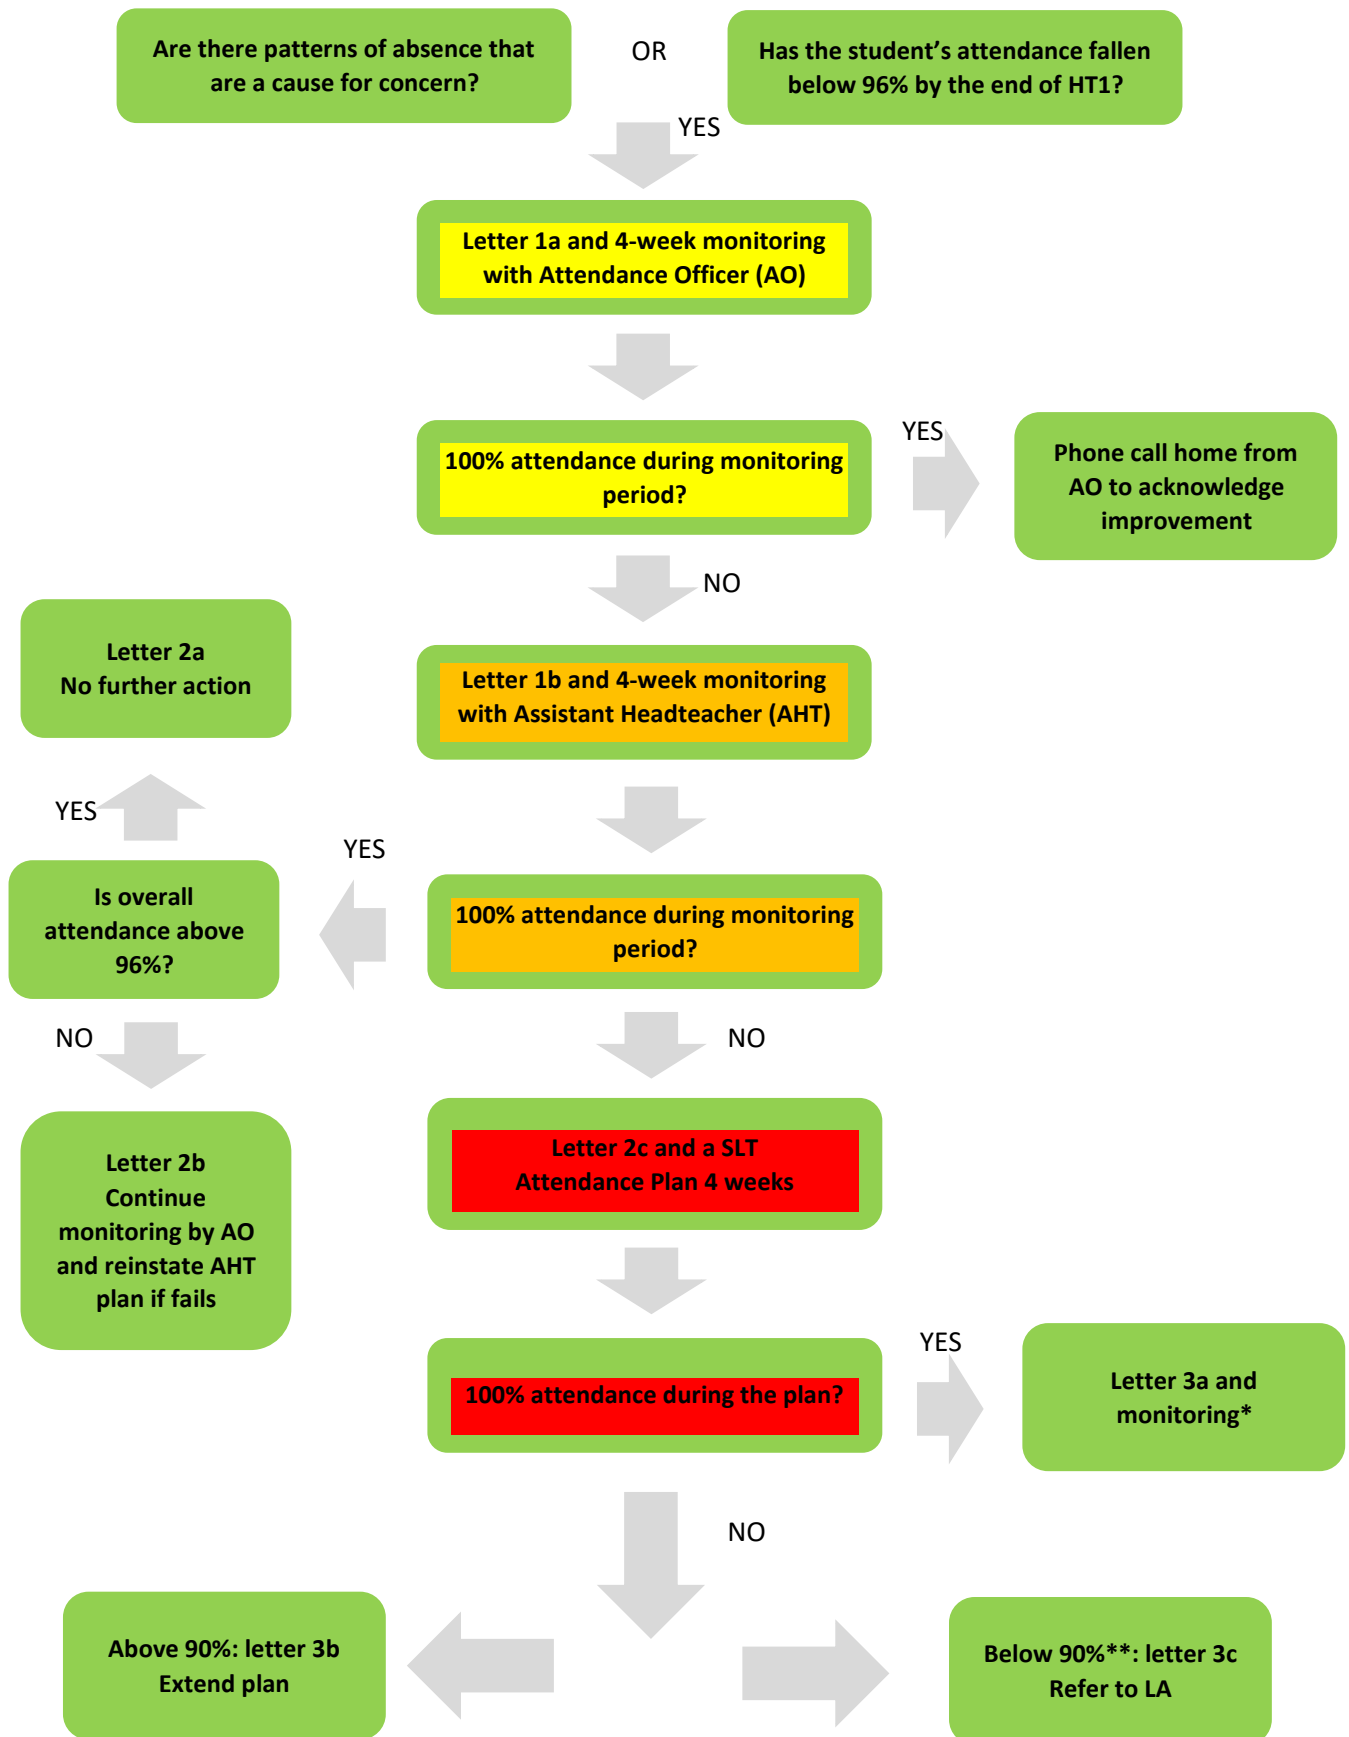 Are there patterns of absence that
are a cause for concern?
OR
Has the student’s attendance fallen
below 96% by the end of HT1?
YES
Letter 1a and 4-week monitoring
with Attendance Officer (AO)
100% attendance during monitoring
period?
YES
Phone call home from
AO to acknowledge
improvement
NO
Letter 2a
No further action
Letter 1b and 4-week monitoring
with Assistant Headteacher (AHT)
YES
YES
Is overall
attendance above
96%?
100% attendance during monitoring
period?
NO
NO
Letter 2b
Continue
monitoring by AO
and reinstate AHT
plan if fails
Letter 2c and a SLT
Attendance Plan 4 weeks
100% attendance during the plan?
YES
Letter 3a and
monitoring*
NO
Above 90%: letter 3b
Extend plan
Below 90%**: letter 3c
Refer to LA